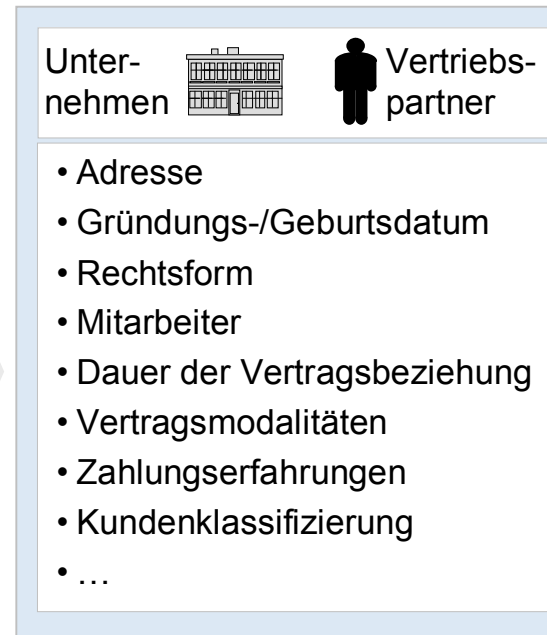 Unter-
nehmen
Vertriebs-
partner
• Adresse
• Gründungs-/Geburtsdatum
• Rechtsform
• Mitarbeiter
• Dauer der Vertragsbeziehung
• Vertragsmodalitäten
• Zahlungserfahrungen
• Kundenklassifizierung
• …